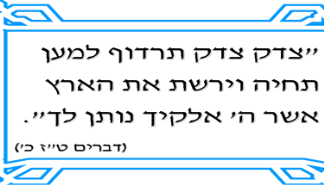 ״צדק צדק תרדוף למען
תחיה וירשת את הארץ
אשר ה׳ אלקיך נותן לך״.
(דברים ט״ז כ׳)